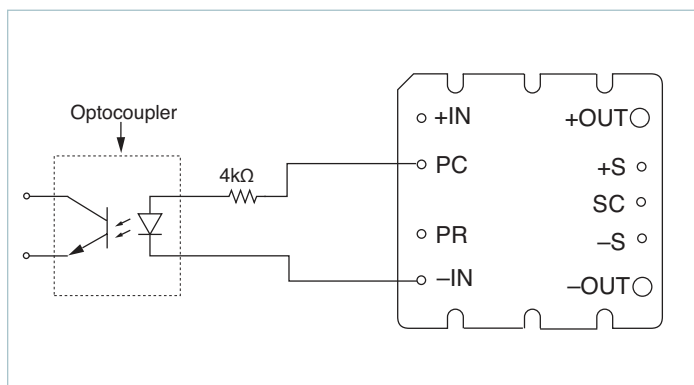 Optocoupler
4kΩ
+IN
PC
PR
–IN
+OUT
+S
SC
–S
–OUT